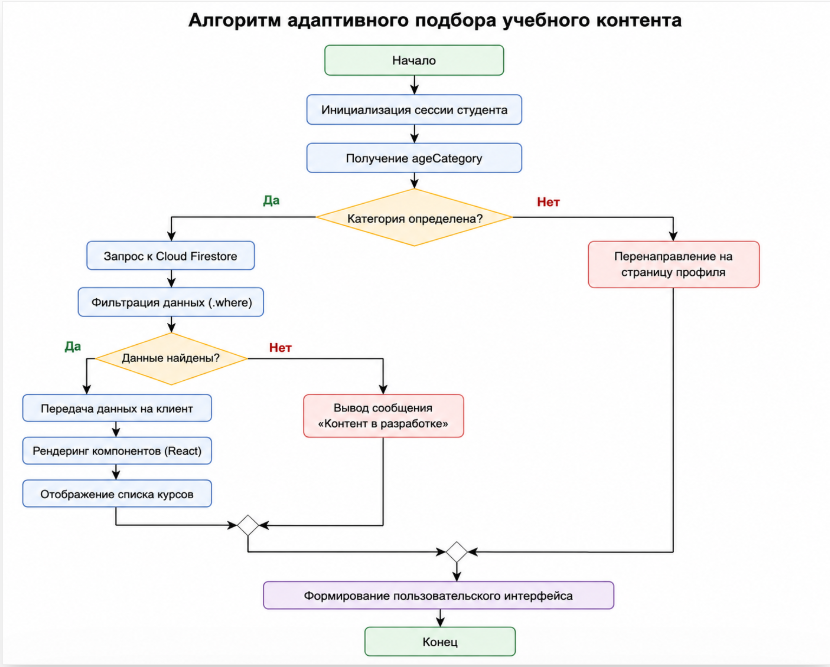 Алгоритм адаптивного подбора учебного контента
Начало
Инициализация сессии студента
Получение ageCategory
Категория определена?
Да
Нет
Запрос к Cloud Firestore
Перенаправление на
страницу профиля
Фильтрация данных (.where)
Данные найдены?
Да
Нет
Передача данных на клиент
Вывод сообщения
«Контент в разработке»
Рендеринг компонентов (React)
Отображение списка курсов
Формирование пользовательского интерфейса
Конец